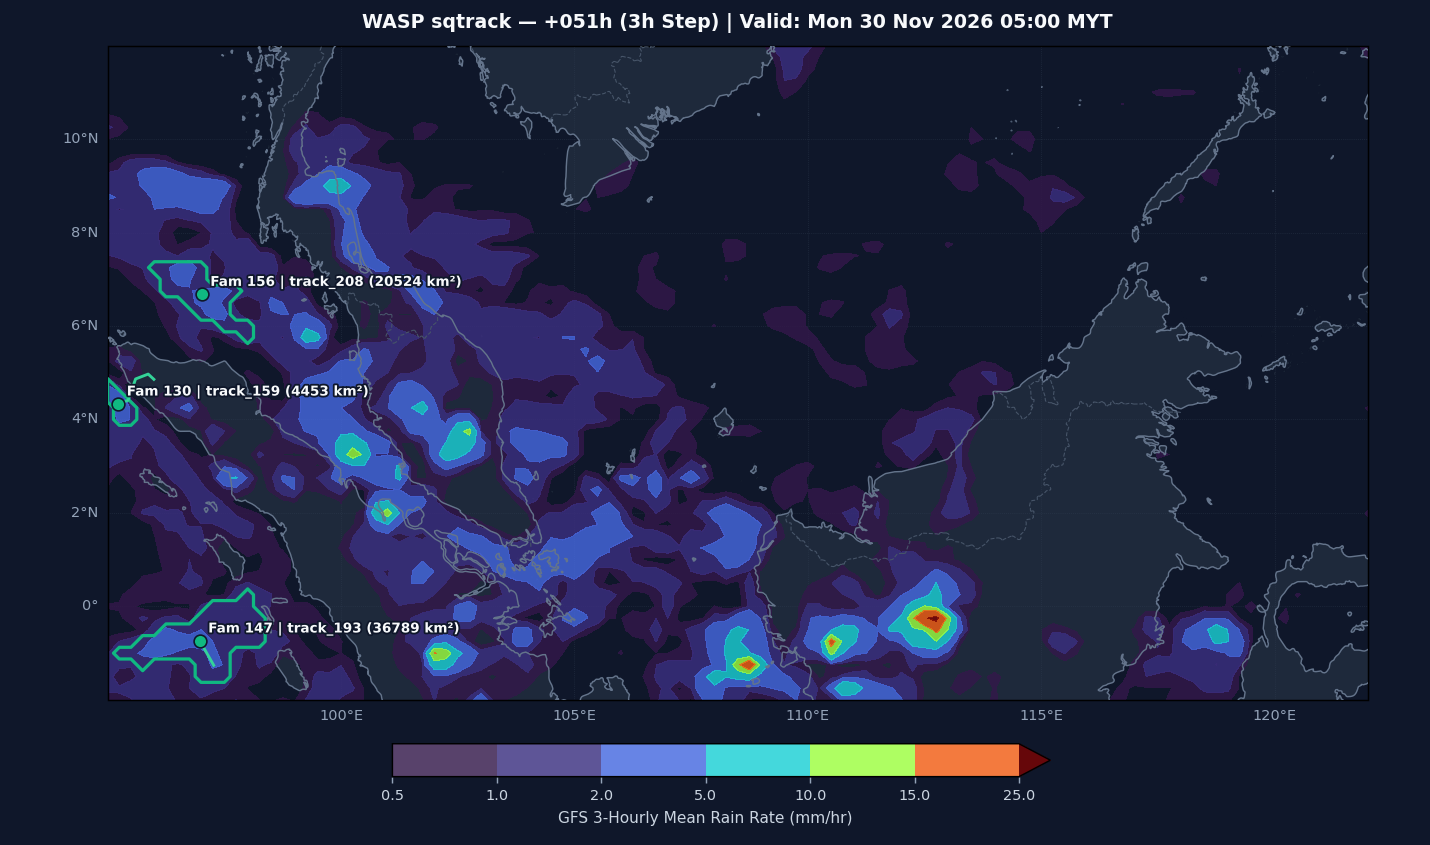 WASP sqtrack — +051h (3h Step) | Valid: Mon 30 Nov 2026 05:00 MYT
10°N
8°N
Fam 156 | track_208 (20524 km²)
6°N
Fam 130 | track_159 (4453 km²)
4°N
2°N
0°
Fam 147 | track_193 (36789 km²)
100°E 105°E 110°E 115°E 120°E
0.5 1.0 2.0 5.0 10.0 15.0 25.0
GFS 3-Hourly Mean Rain Rate (mm/hr)